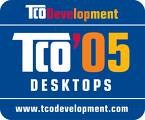 TCO Development
TCO'05
DESKTOPS
www.tcodevelopment.com